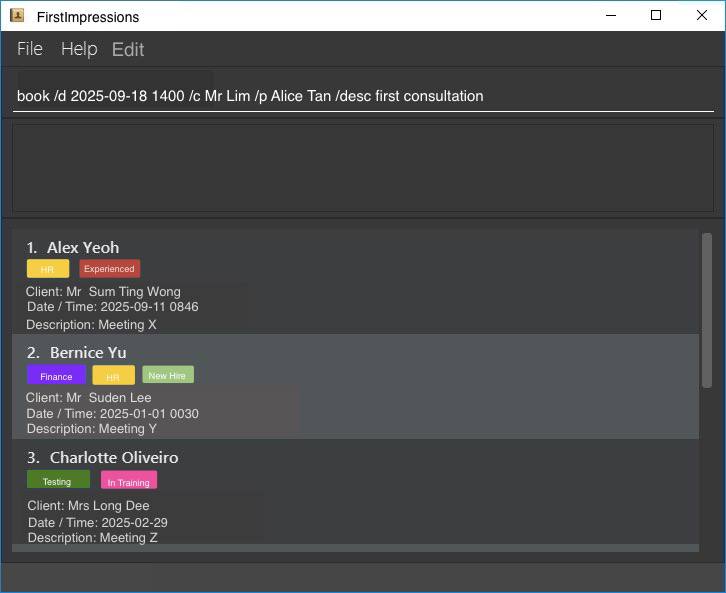 FirstImpressions
File Help Edit
book /d 2025-09-18 1400 /c Mr Lim /p Alice Tan /desc first consultation
1. Alex Yeoh
HR Experienced
Client: Mr Sum Ting Wong
Date / Time: 2025-09-11 0846
Description: Meeting X
2. Bernice Yu
Finance HR New Hire
Client: Mr Suden Lee
Date / Time: 2025-01-01 0030
Description: Meeting Y
3. Charlotte Oliveiro
Testing In Training
Client: Mrs Long Dee
Date / Time: 2025-02-29
Description: Meeting Z